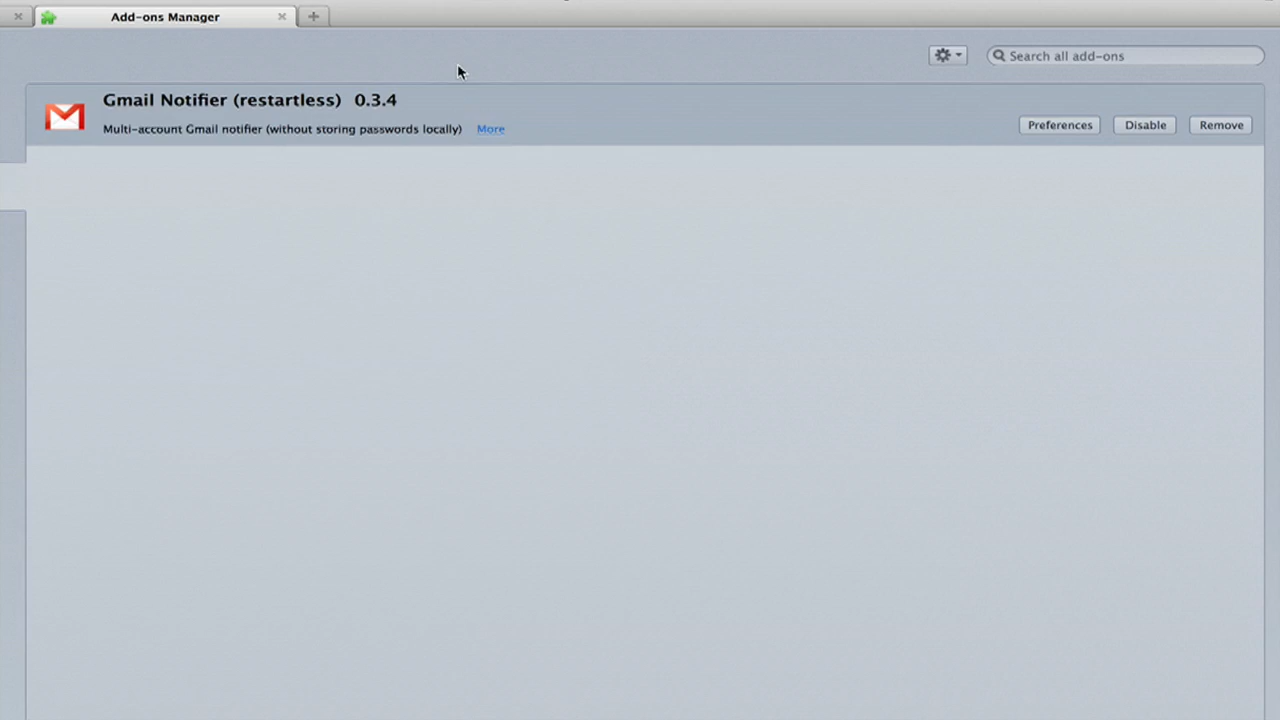 Add-ons Manager
Search all add-ons
Gmail Notifier (restartless) 0.3.4
Multi-account Gmail notifier (without storing passwords locally) More
Preferences Disable Remove